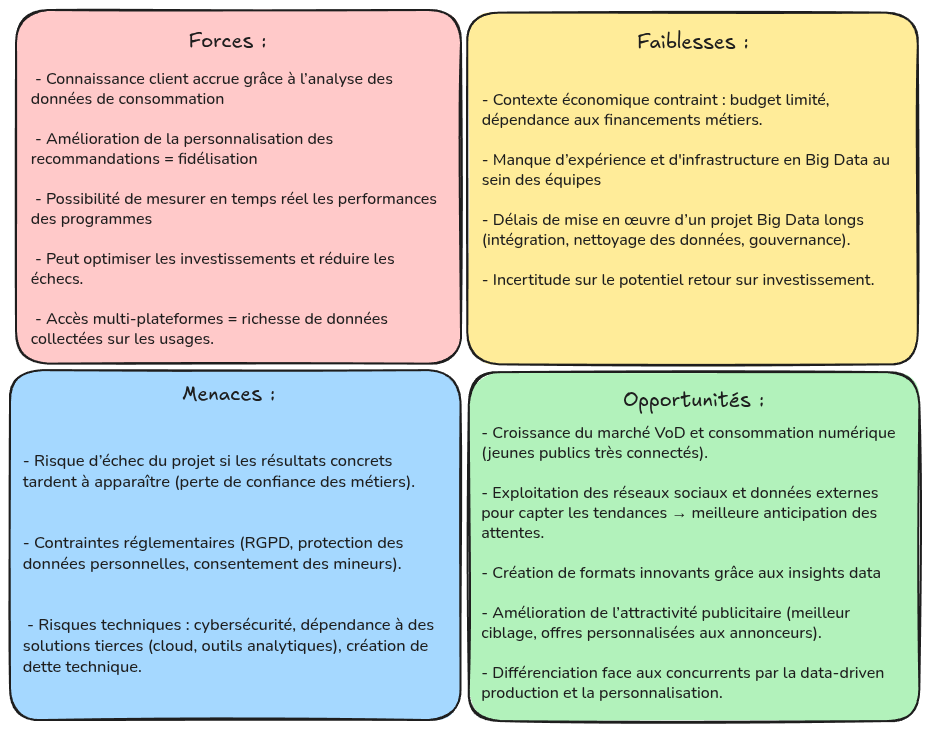 Forces :
- Connaissance client accrue grâce à l'analyse des
données de consommation
- Amélioration de la personnalisation des
recommandations = fidélisation
- Possibilité de mesurer en temps réel les performances
des programmes
- Peut optimiser les investissements et réduire les
échecs.
- Accès multi-plateformes = richesse de données
collectées sur les usages.
Faiblesses :
- Contexte économique contraint : budget limité,
dépendance aux financements métiers.
- Manque d'expérience et d'infrastructure en Big Data au
sein des équipes
- Délais de mise en œuvre d'un projet Big Data longs
(intégration, nettoyage des données, gouvernance).
- Incertitude sur le potentiel retour sur investissement.
Menaces :
- Risque d'échec du projet si les résultats concrets
tardent à apparaître (perte de confiance des métiers).
- Contraintes réglementaires (RGPD, protection des
données personnelles, consentement des mineurs).
- Risques techniques : cybersécurité, dépendance à des
solutions tierces (cloud, outils analytiques), création de
dette technique.
Opportunités :
- Croissance du marché VoD et consommation numérique
(jeunes publics très connectés).
- Exploitation des réseaux sociaux et données externes
pour capter les tendances → meilleure anticipation des
attentes.
- Création de formats innovants grâce aux insights data
- Amélioration de l'attractivité publicitaire (meilleur
ciblage, offres personnalisées aux annonceurs).
- Différenciation face aux concurrents par la data-driven
production et la personnalisation.